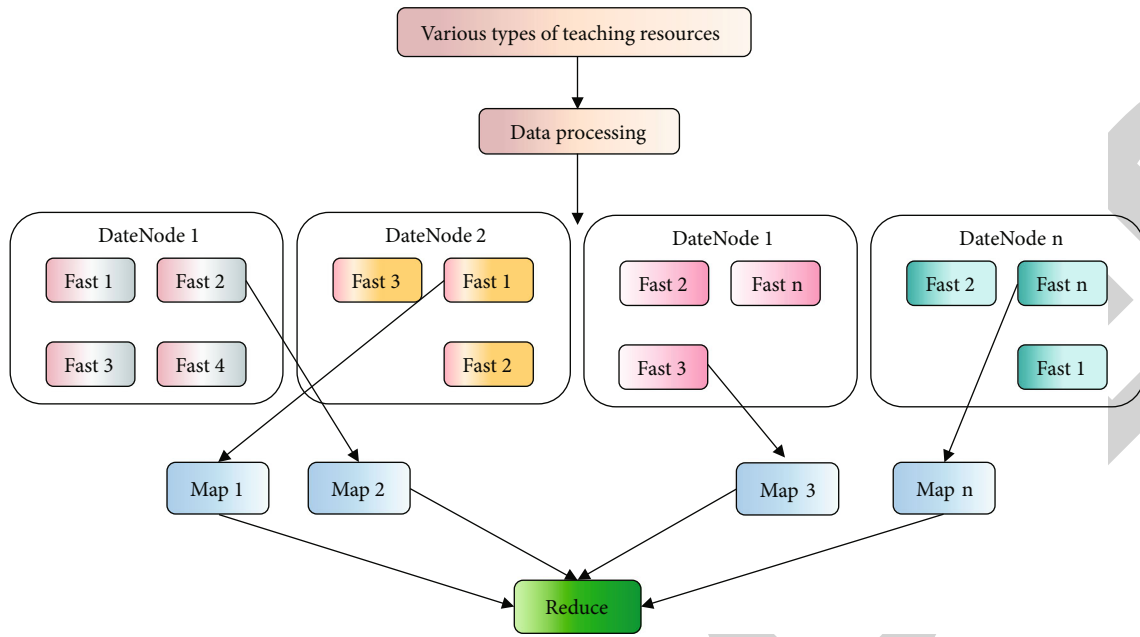 Various types of teaching resources
Data processing
DateNode 1
Fast 1
Fast 2
Fast 3
Fast 4
DateNode 2
Fast 3
Fast 1
Fast 2
DateNode 1
Fast 2
Fast n
Fast 3
DateNode n
Fast 2
Fast n
Fast 1
Map 1
Map 2
Map 3
Map n
Reduce